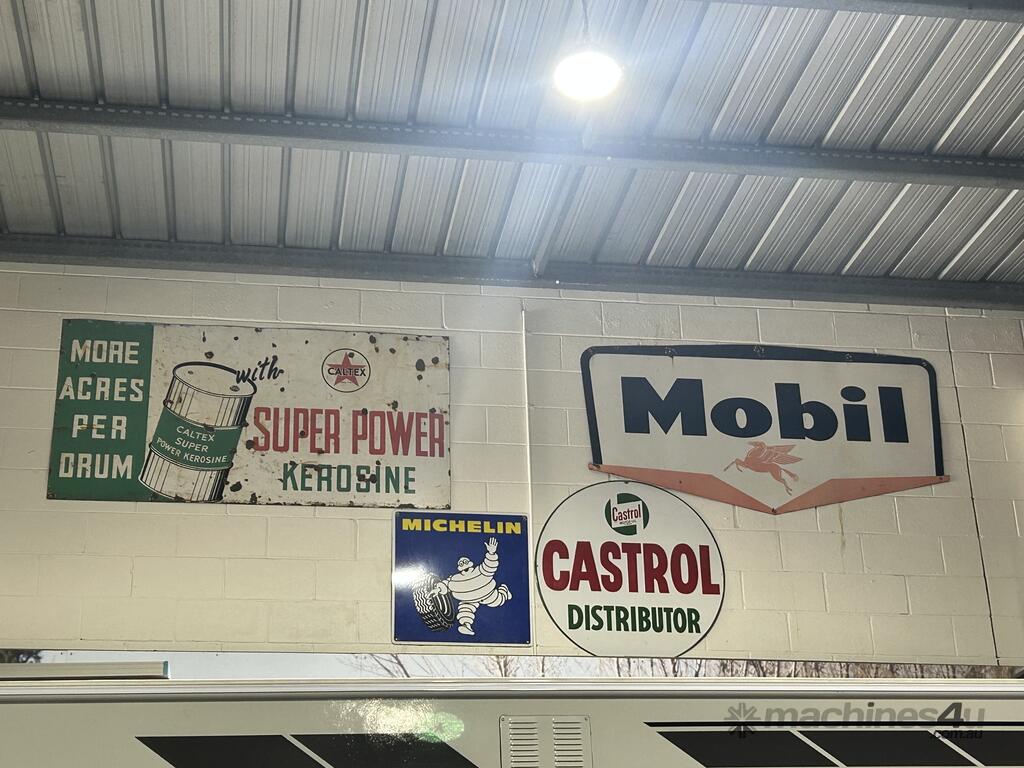 MORE
ACRES
PER
DRUM
with
CALTEX
SUPER POWER
KEROSINE
CALTEX
SUPER
POWER KEROSINE
Mobil
MICHELIN
Castrol
CASTROL
DISTRIBUTOR
machines4u
.com.au